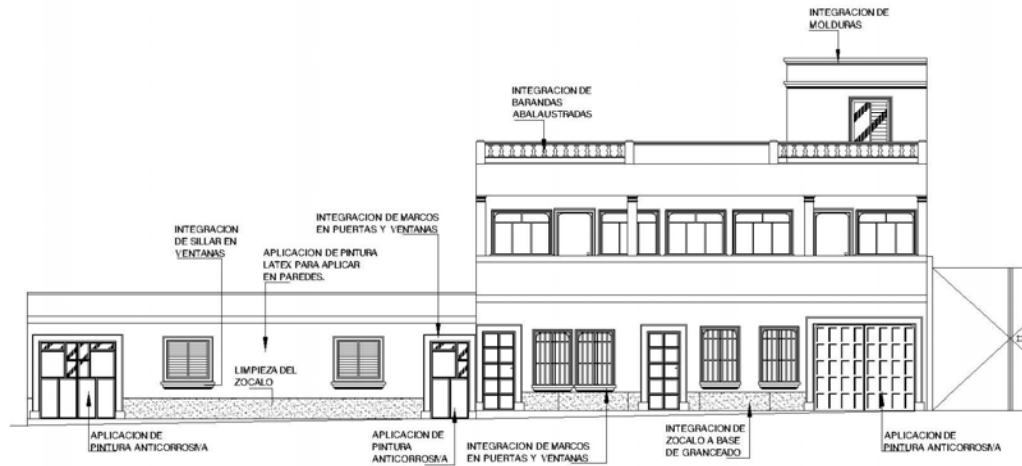 INTEGRACION DE
MOLDURAS
INTEGRACION DE
BARANDAS
ABALAUSTRADAS
INTEGRACION DE MARCOS
EN PUERTAS Y VENTANAS
INTEGRACION
DE SILLAR EN
VENTANAS
APLICACION DE PINTURA
LATEX PARA APLICAR
EN PAREDES.
LIMPIEZA DEL
ZOCALO
APLICACION DE
PINTURA ANTICORROSIVA
APLICACION DE
PINTURA
ANTICORROSIVA
INTEGRACION DE MARCOS
EN PUERTAS Y VENTANAS
INTEGRACION DE
ZOCALO A BASE
DE GRANCEADO
APLICACION DE
PINTURA ANTICORROSIVA